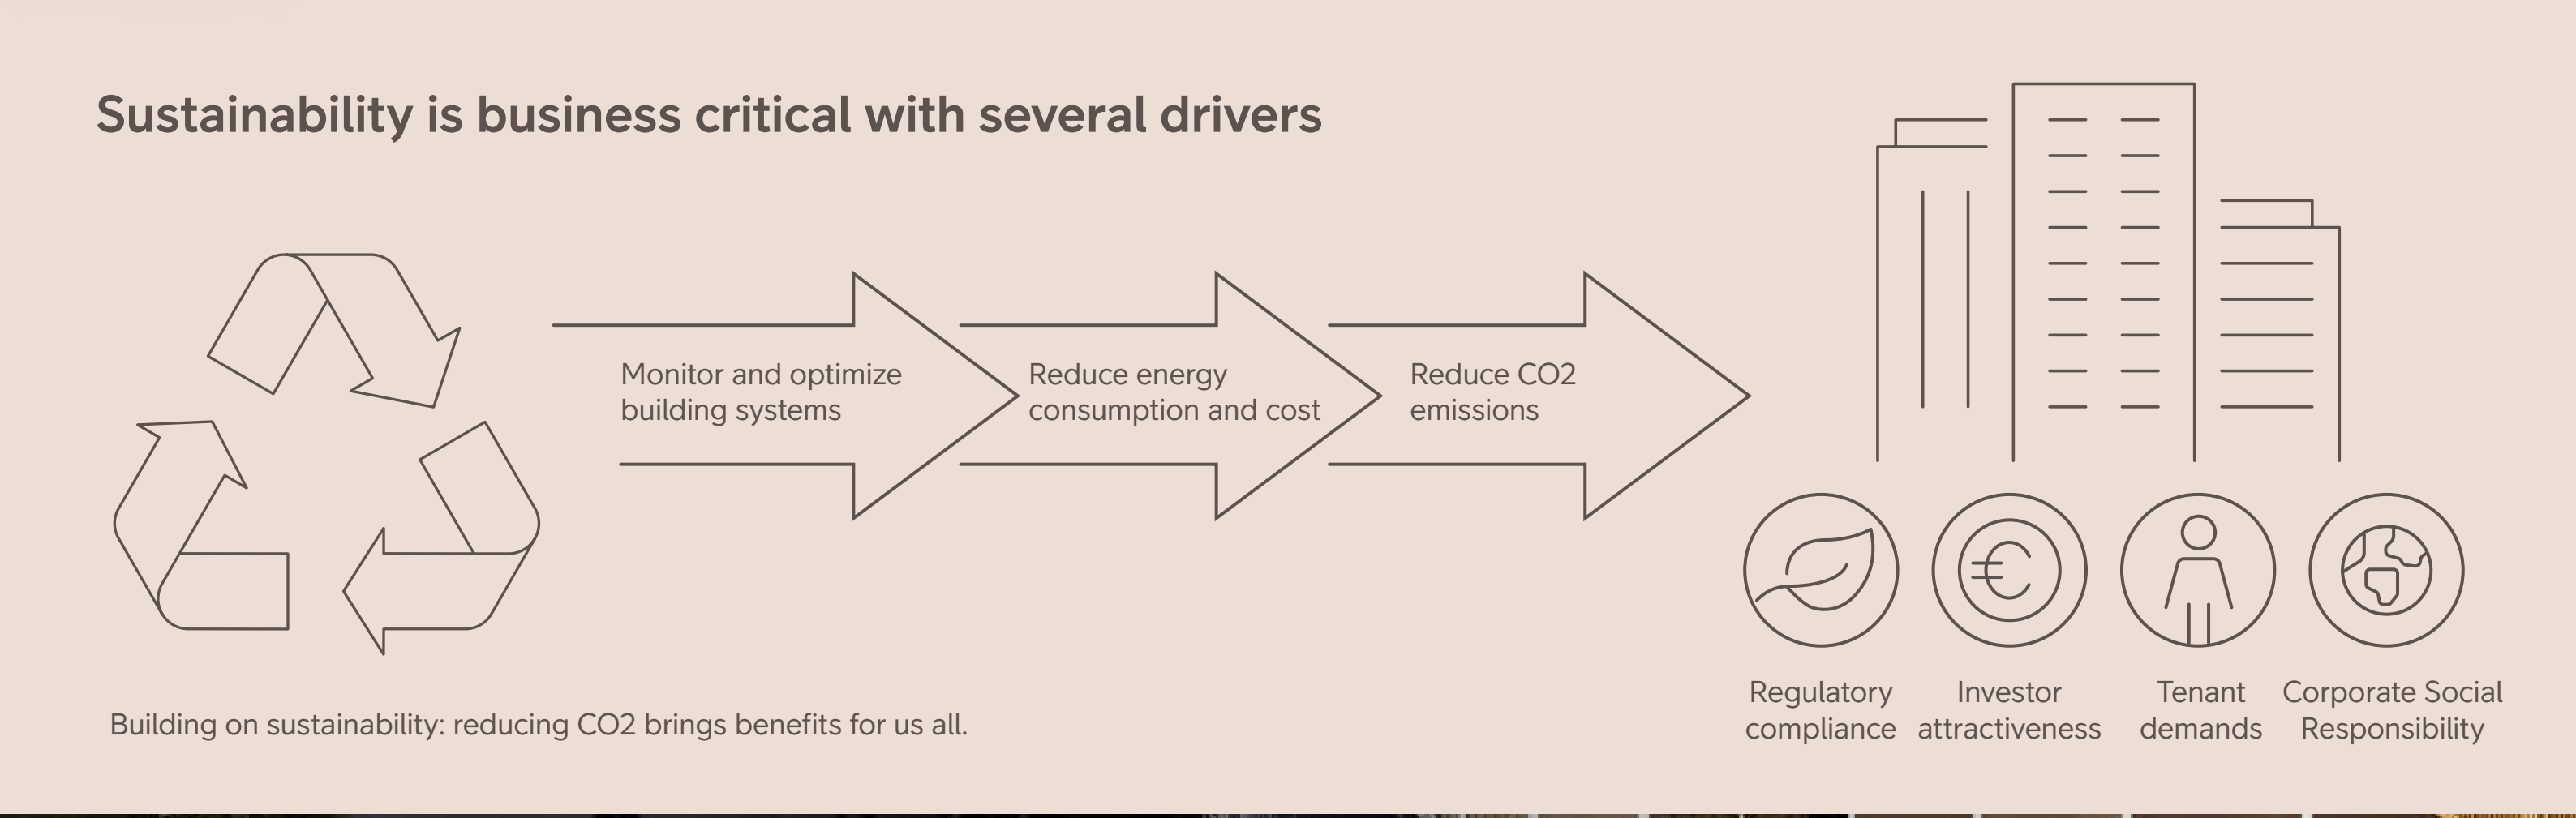 Sustainability is business critical with several drivers
Monitor and optimize
building systems
Reduce energy
consumption and cost
Reduce CO2
emissions
Regulatory
compliance
Investor
attractiveness
Tenant
demands
Corporate Social
Responsibility
Building on sustainability: reducing CO2 brings benefits for us all.